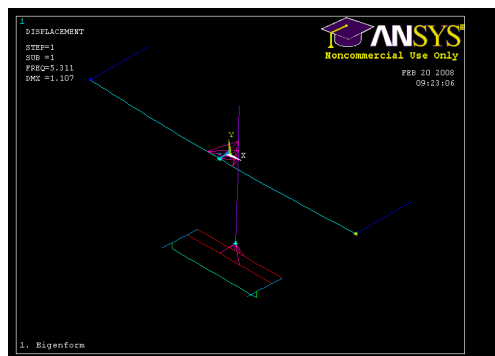 1
DISPLACEMENT
STEP=1
SUB =1
FREQ=5.311
DMX =1.107
ANSYS
Noncommercial Use Only
FEB 20 2008
09:23:06
Y
X
1. Eigenform